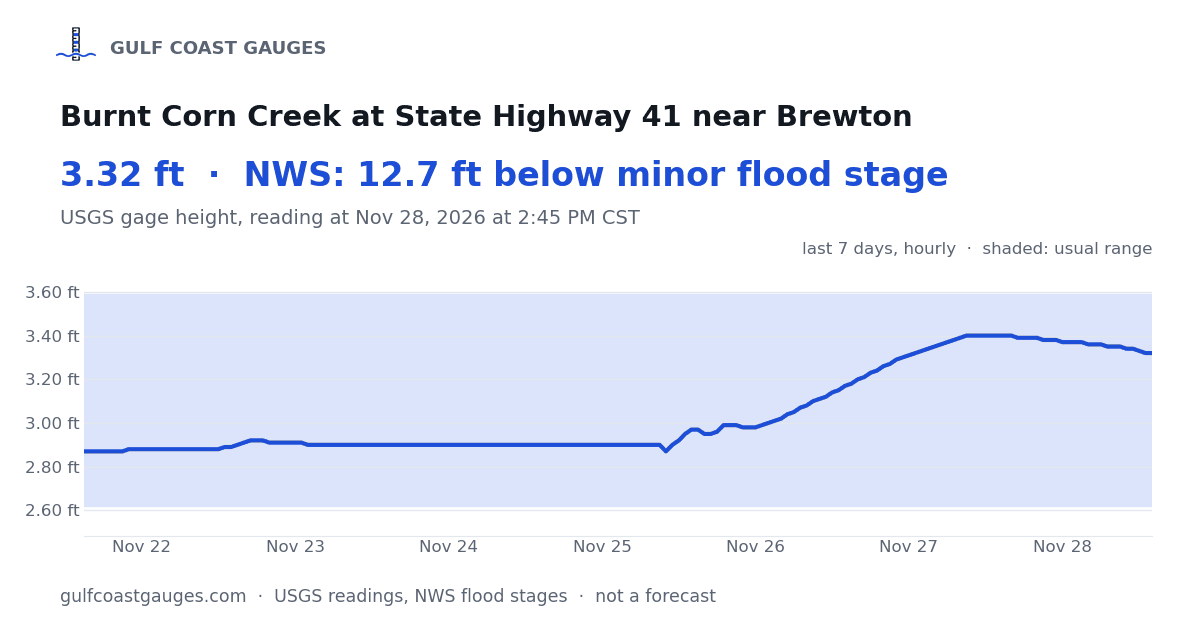 GULF COAST GAUGES
Burnt Corn Creek at State Highway 41 near Brewton
3.32 ft · NWS: 12.7 ft below minor flood stage
USGS gage height, reading at Nov 28, 2026 at 2:45 PM CST
last 7 days, hourly · shaded: usual range
3.60 ft
3.40 ft
3.20 ft
3.00 ft
2.80 ft
2.60 ft
Nov 22 Nov 23 Nov 24 Nov 25 Nov 26 Nov 27 Nov 28
gulfcoastgauges.com · USGS readings, NWS flood stages · not a forecast